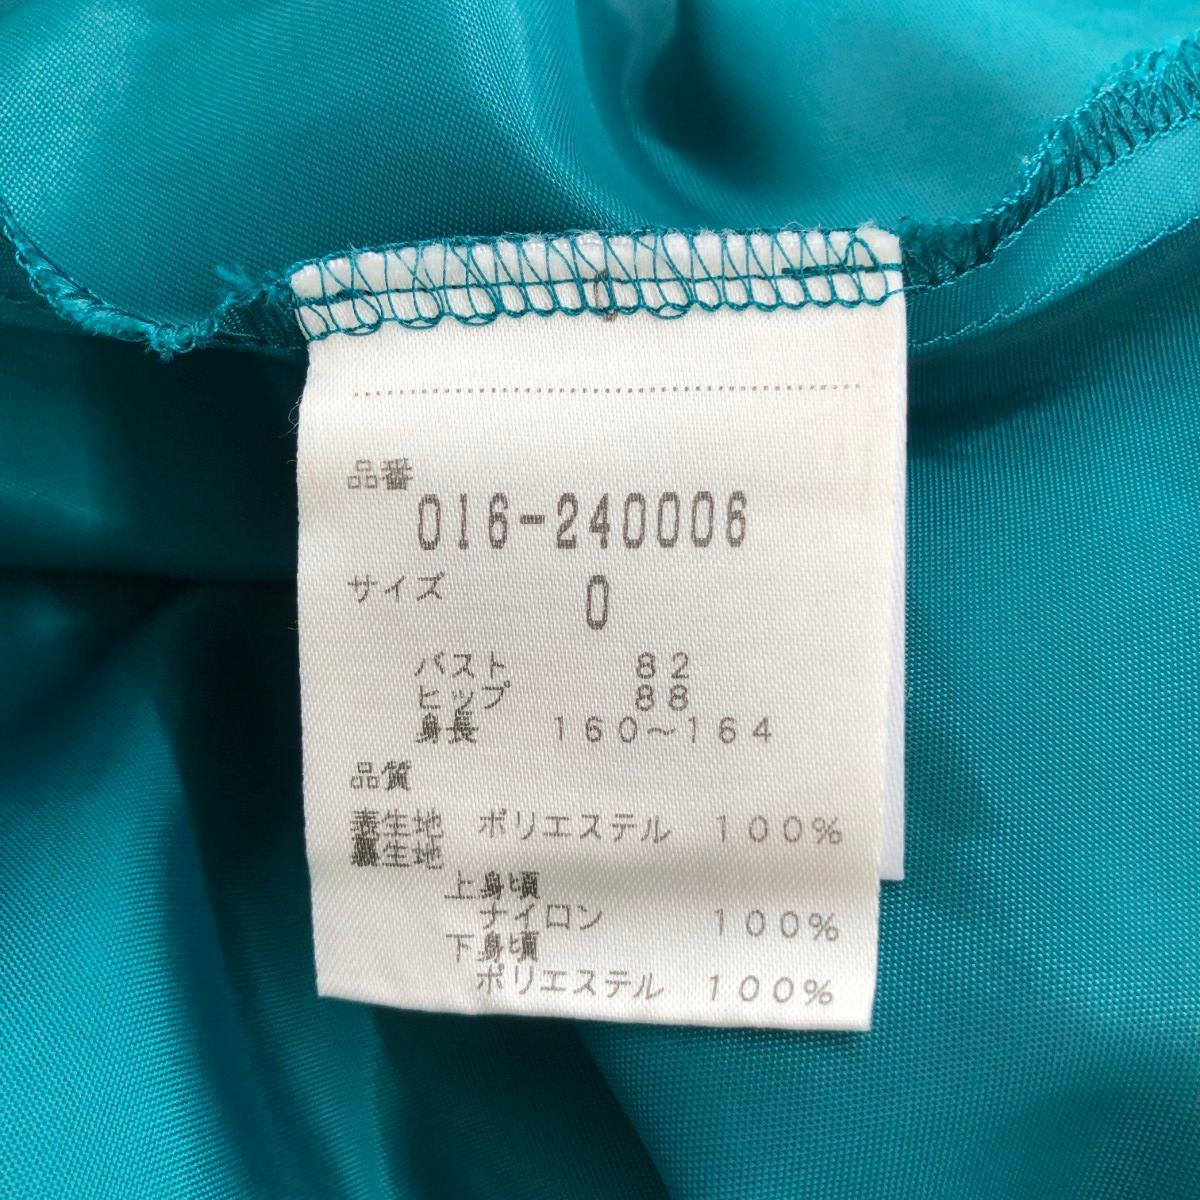 品番
016-240006
サイズ 0
バスト 82
ヒップ 88
身長 160~164
品質
表生地 ポリエステル 100%
裏生地
上身頃
ナイロン 100%
下身頃
ポリエステル 100%